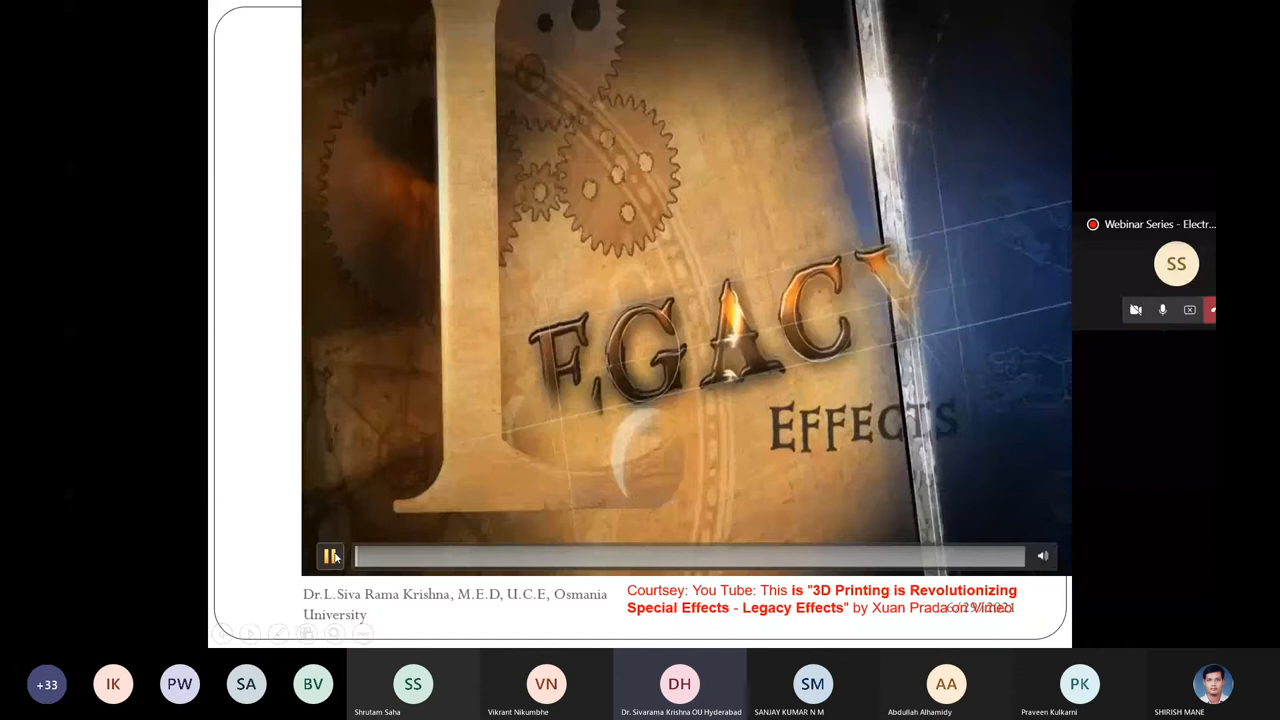 LEGACY
EFFECTS
Webinar Series - Electr...
SS
Dr.L.Siva Rama Krishna, M.E.D, U.C.E, Osmania
University
Courtsey: You Tube: This is "3D Printing is Revolutionizing
Special Effects - Legacy Effects" by Xuan Prada on Vimeo
+33
IK
PW
SA
BV
SS
VN
DH
SM
AA
PK
Shrutam Saha
Vikrant Nikumbhe
Dr. Sivarama Krishna OU Hyderabad
SANJAY KUMAR N M
Abdullah Alhamidy
Praveen Kulkarni
SHIRISH MANE